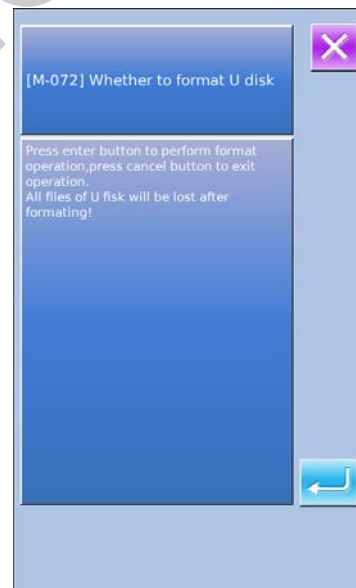 [M-072] Whether to format U disk
Press enter button to perform format
operation,press cancel button to exit
operation.
All files of U fisk will be lost after
formating!